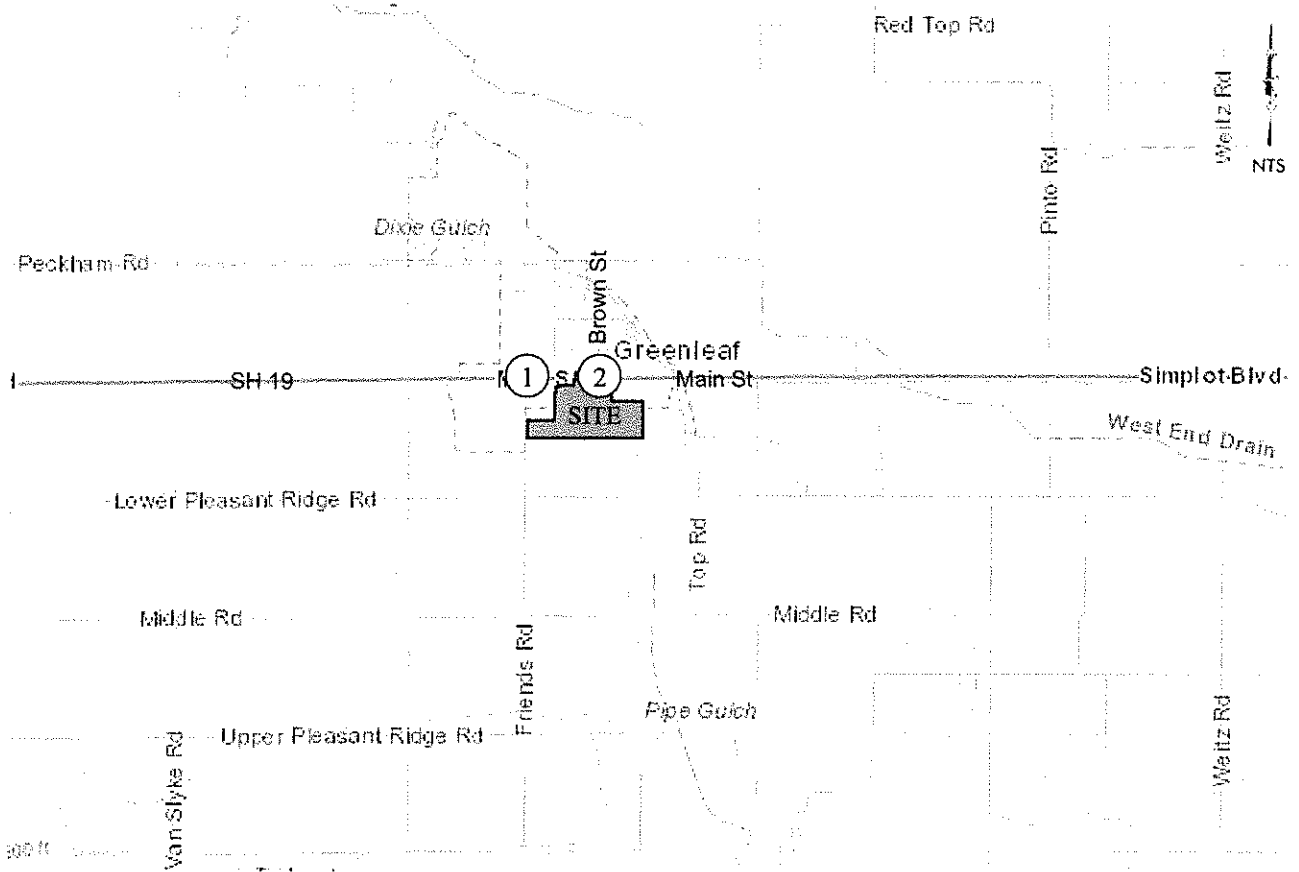 Red Top Rd
Weitz Rd
NTS
Pinto Rd
Dixie Gulch
Peckham Rd
Brown St
Greenleaf
SH 19
1
2
Main St
Simplot Blvd
SITE
West End Drain
Lower Pleasant Ridge Rd
Top Rd
Middle Rd
Middle Rd
Friends Rd
Pipe Gulch
Upper Pleasant Ridge Rd
Van Slyke Rd
Weitz Rd